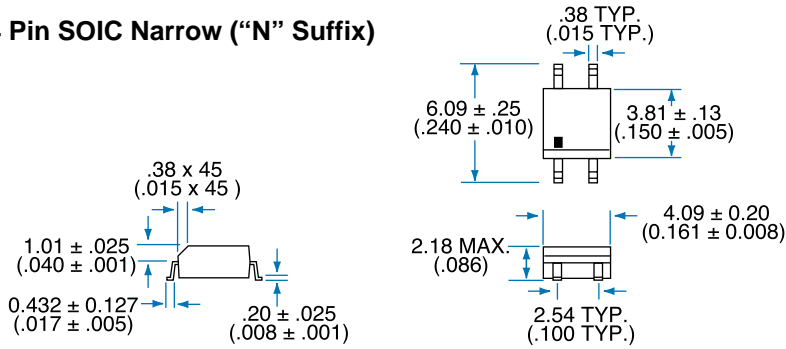 Pin SOIC Narrow (“N” Suffix)
.38 TYP.
(.015 TYP.)
6.09 ± .25
(.240 ± .010)
3.81 ± .13
(.150 ± .005)
.38 x 45
(.015 x 45 )
1.01 ± .025
(.040 ± .001)
0.432 ± 0.127
(.017 ± .005)
.20 ± .025
(.008 ± .001)
4.09 ± 0.20
(0.161 ± 0.008)
2.18 MAX.
(.086)
2.54 TYP.
(.100 TYP.)